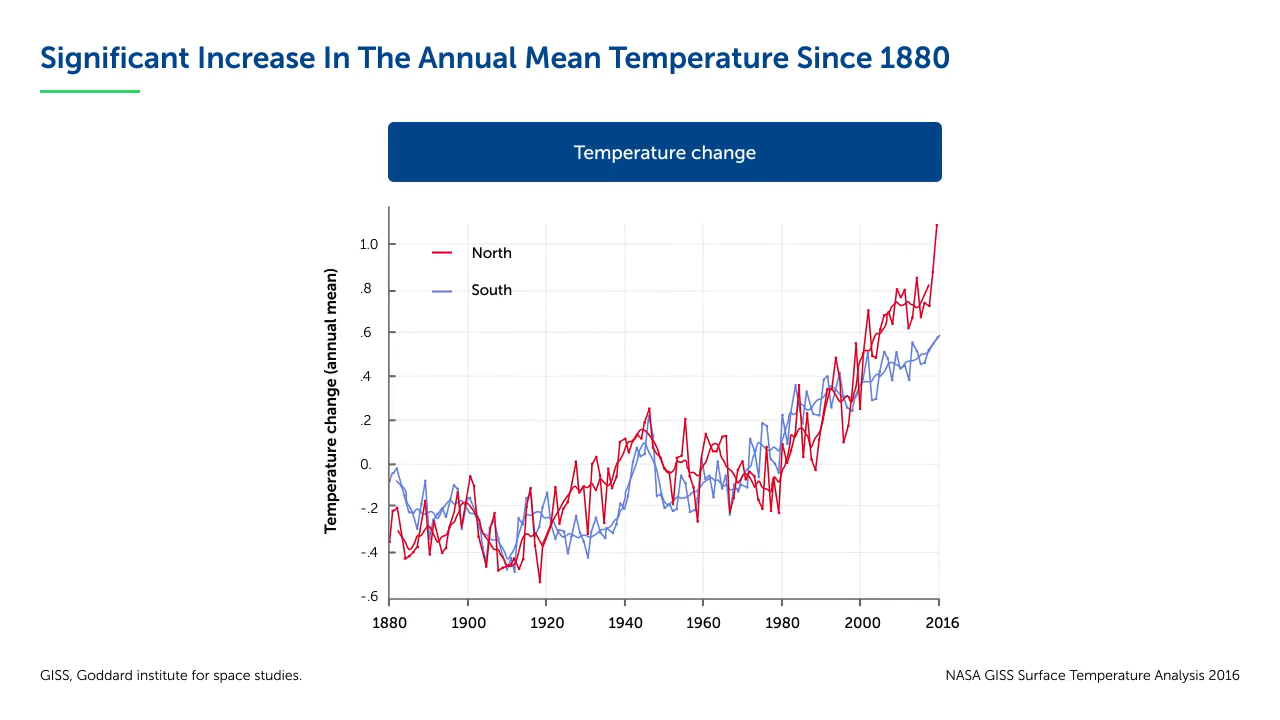 Significant Increase In The Annual Mean Temperature Since 1880
Temperature change
Temperature change (annual mean)
North
South
1.0
.8
.6
.4
.2
0.
-.2
-.4
-.6
1880 1900 1920 1940 1960 1980 2000 2016
GISS, Goddard institute for space studies.
NASA GISS Surface Temperature Analysis 2016